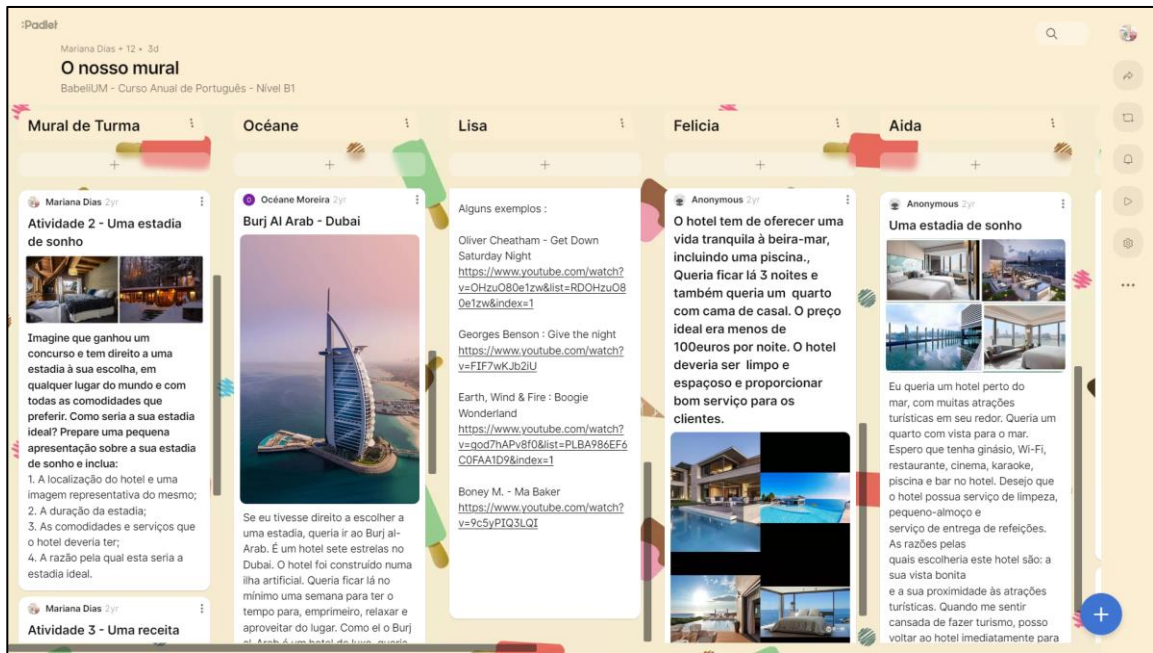 :Padlet
Mariana Dias + 12 • 3d
O nosso mural
BabeliUM - Curso Anual de Português - Nível B1
Mural de Turma
Mariana Dias 2yr
Atividade 2 - Uma estadia
de sonho
Imagine que ganhou um
concurso e tem direito a uma
estadia à sua escolha, em
qualquer lugar do mundo e com
todas as comodidades que
preferir. Como seria a sua estadia
ideal? Prepare uma pequena
apresentação sobre a sua estadia
de sonho e inclua:
1. A localização do hotel e uma
imagem representativa do mesmo;
2. A duração da estadia;
3. As comodidades e serviços que
o hotel deveria ter;
4. A razão pela qual esta seria a
estadia ideal.
Mariana Dias 2yr
Atividade 3 - Uma receita
Océane
Océane Moreira 2yr
Burj Al Arab - Dubai
Se eu tivesse direito a escolher a
uma estadia, queria ir ao Burj al-
Arab. É um hotel sete estrelas no
Dubai. O hotel foi construído numa
ilha artificial. Queria ficar lá no
mínimo uma semana para ter o
tempo para, emprimeiro, relaxar e
aproveitar do lugar. Como el o Burj
al-Arab é um hotel de luxo, queria
Lisa
Alguns exemplos :
Oliver Cheatham - Get Down
Saturday Night
https://www.youtube.com/watch?
v=OHzuO80e1zw&list=RDOHzuO8
0e1zw&index=1
Georges Benson : Give the night
https://www.youtube.com/watch?
v=FIF7wKJb2iU
Earth, Wind & Fire : Boogie
Wonderland
https://www.youtube.com/watch?
v=god7hAPv8f0&list=PLBA986EF6
C0FAA1D9&index=1
Boney M. - Ma Baker
https://www.youtube.com/watch?
v=9c5yPIQ3LQI
Felicia
Anonymous 2yr
O hotel tem de oferecer uma
vida tranquila à beira-mar,
incluindo uma piscina.,
Queria ficar lá 3 noites e
também queria um quarto
com cama de casal. O preço
ideal era menos de
100euros por noite. O hotel
deveria ser limpo e
espaçoso e proporcionar
bom serviço para os
clientes.
Aida
Anonymous 2yr
Uma estadia de sonho
Eu queria um hotel perto do
mar, com muitas atrações
turísticas em seu redor. Queria um
quarto com vista para o mar.
Espero que tenha ginásio, Wi-Fi,
restaurante, cinema, karaoke,
piscina e bar no hotel. Desejo que
o hotel possua serviço de limpeza,
pequeno-almoço e
serviço de entrega de refeições.
As razões pelas
quais escolheria este hotel são: a
sua vista bonita
e a sua proximidade às atrações
turísticas. Quando me sentir
cansada de fazer turismo, posso
voltar ao hotel imediatamente para